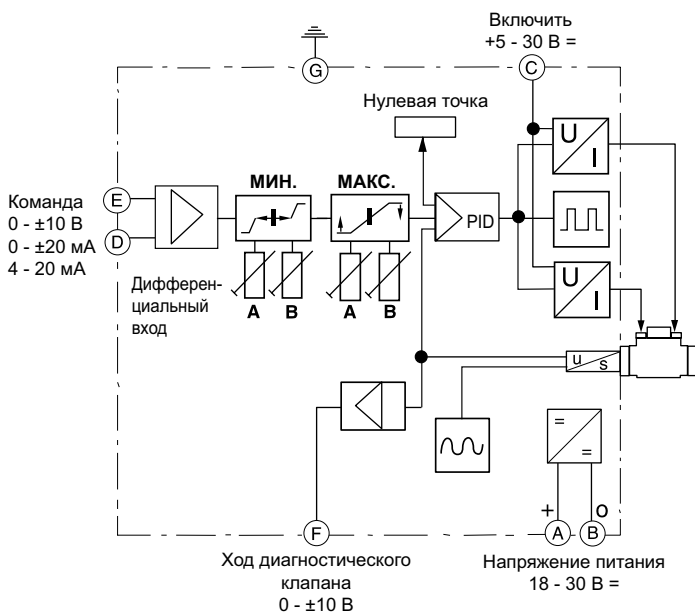 Включить
+5 - 30 В =
C
G
Нулевая точка
U
I
МИН.
МАКС.
Команда
0 - ±10 В
0 - ±20 мА
4 - 20 мА
E
D
PID
Дифферен-
циальный
вход
A
B
A
B
U
I
u
s
=
=
+
o
F
A
B
Ход диагностического
клапана
0 - ±10 В
Напряжение питания
18 - 30 В =